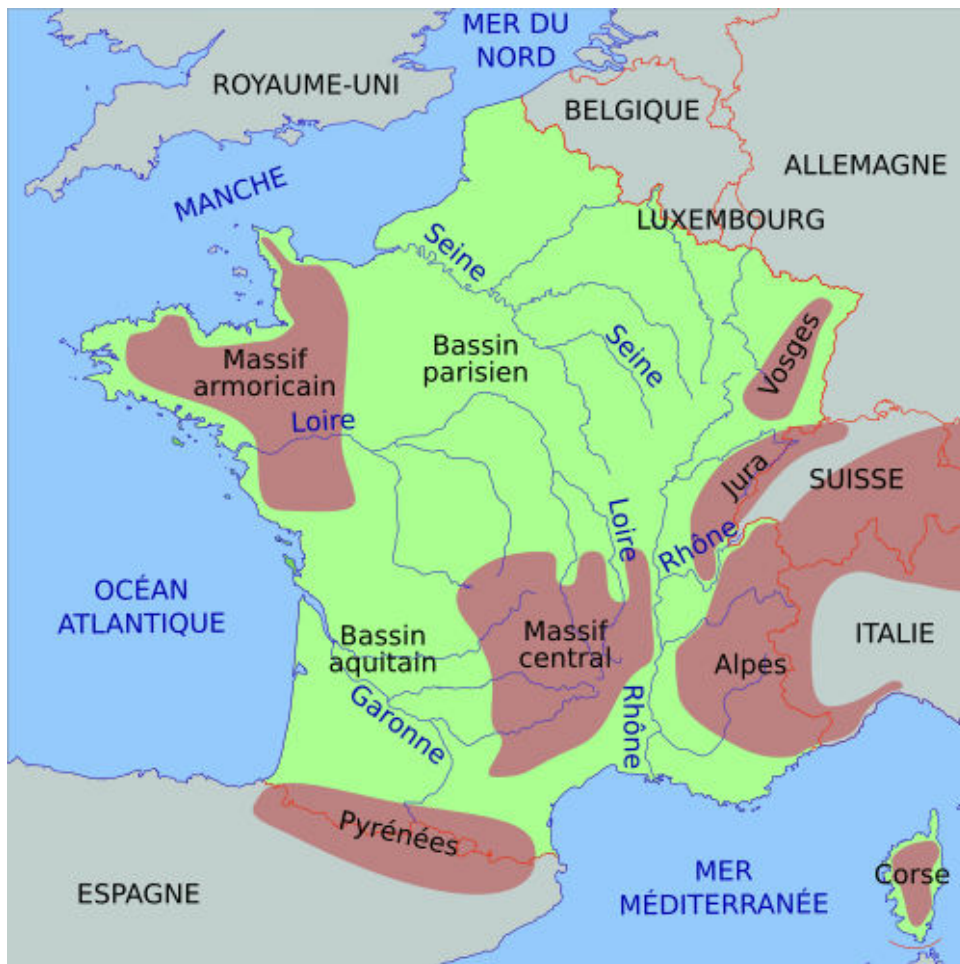 MER DU
NORD
ROYAUME-UNI
BELGIQUE
ALLEMAGNE
MANCHE
LUXEMBOURG
Seine
Bassin
parisien
Seine
Vosges
Massif
armoricain
Loire
Jura
SUISSE
Loire
Rhône
OCÉAN
ATLANTIQUE
Bassin
aquitain
Massif
central
Alpes
ITALIE
Garonne
Rhône
Pyrénées
ESPAGNE
MER
MÉDITERRANÉE
Corse